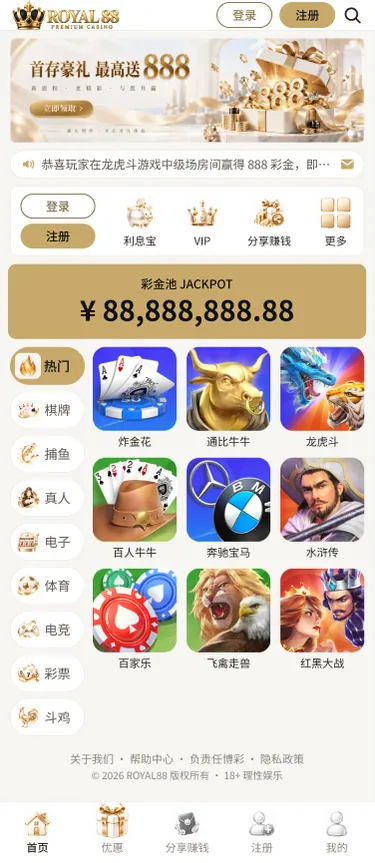 ROYAL 88
PREMIUM CASINO
登录
注册
首存豪礼 最高送 888
立即领取 >
恭喜玩家在龙虎斗游戏中级场房间赢得 888 彩金，即···
登录
注册
利息宝
VIP
分享赚钱
更多
彩金池 JACKPOT
¥ 88,888,888.88
热门
棋牌
捕鱼
真人
电子
体育
电竞
彩票
斗鸡
炸金花
通比牛牛
龙虎斗
百人牛牛
奔驰宝马
水浒传
百家乐
飞禽走兽
红黑大战
关于我们 · 帮助中心 · 负责任博彩 · 隐私政策
© 2026 ROYAL88 版权所有 · 18+ 理性娱乐
首页
优惠
分享赚钱
注册
我的